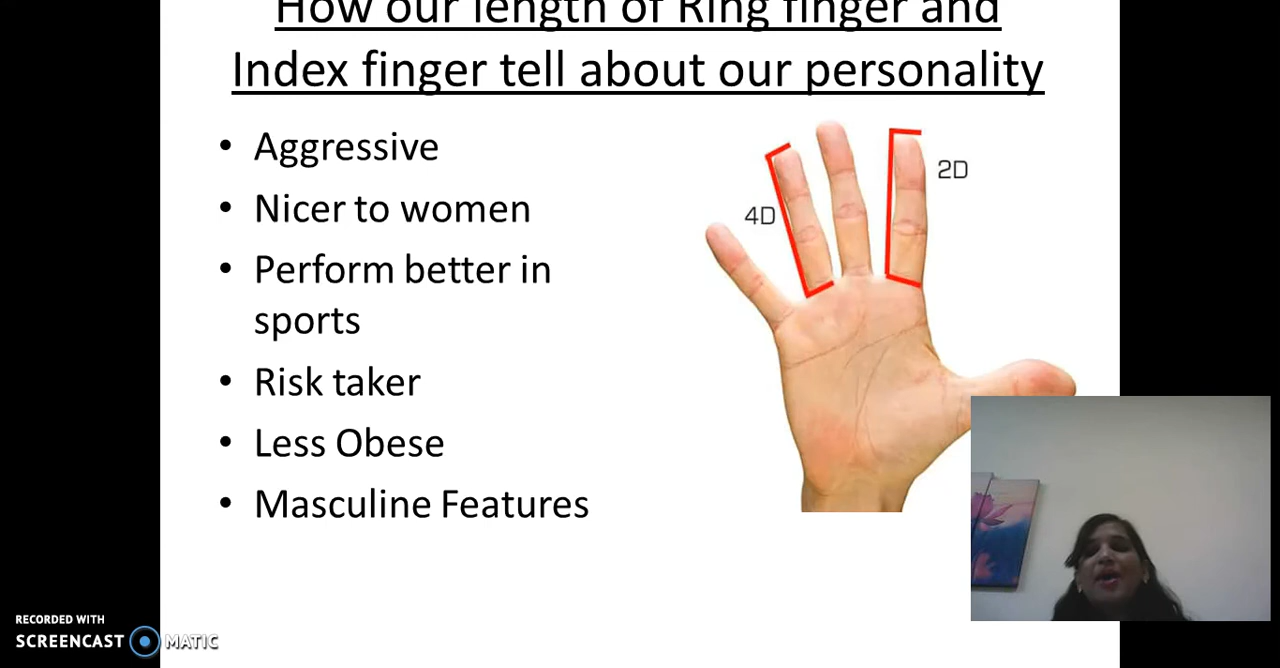 How our length of Ring finger and
Index finger tell about our personality
• Aggressive
• Nicer to women
• Perform better in
sports
• Risk taker
• Less Obese
• Masculine Features
4D
2D
RECORDED WITH
SCREENCAST MATIC